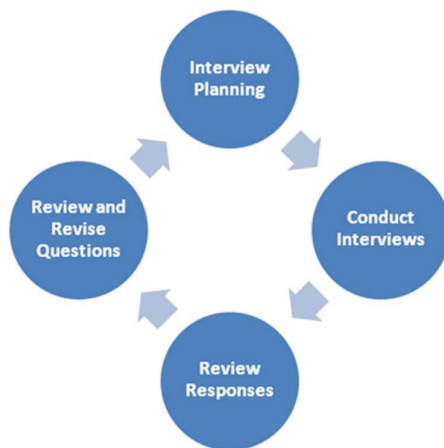 Interview
Planning
Conduct
Interviews
Review
Responses
Review and
Revise
Questions